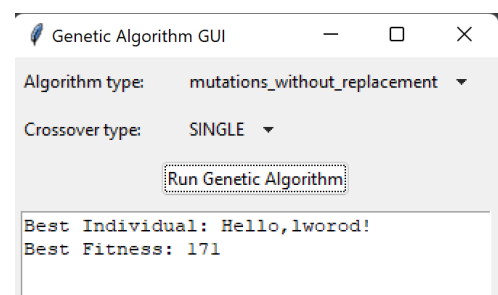 Genetic Algorithm GUI
Algorithm type: mutations_without_replacement
Crossover type: SINGLE
Run Genetic Algorithm
Best Individual: Hello,lworod!
Best Fitness: 171